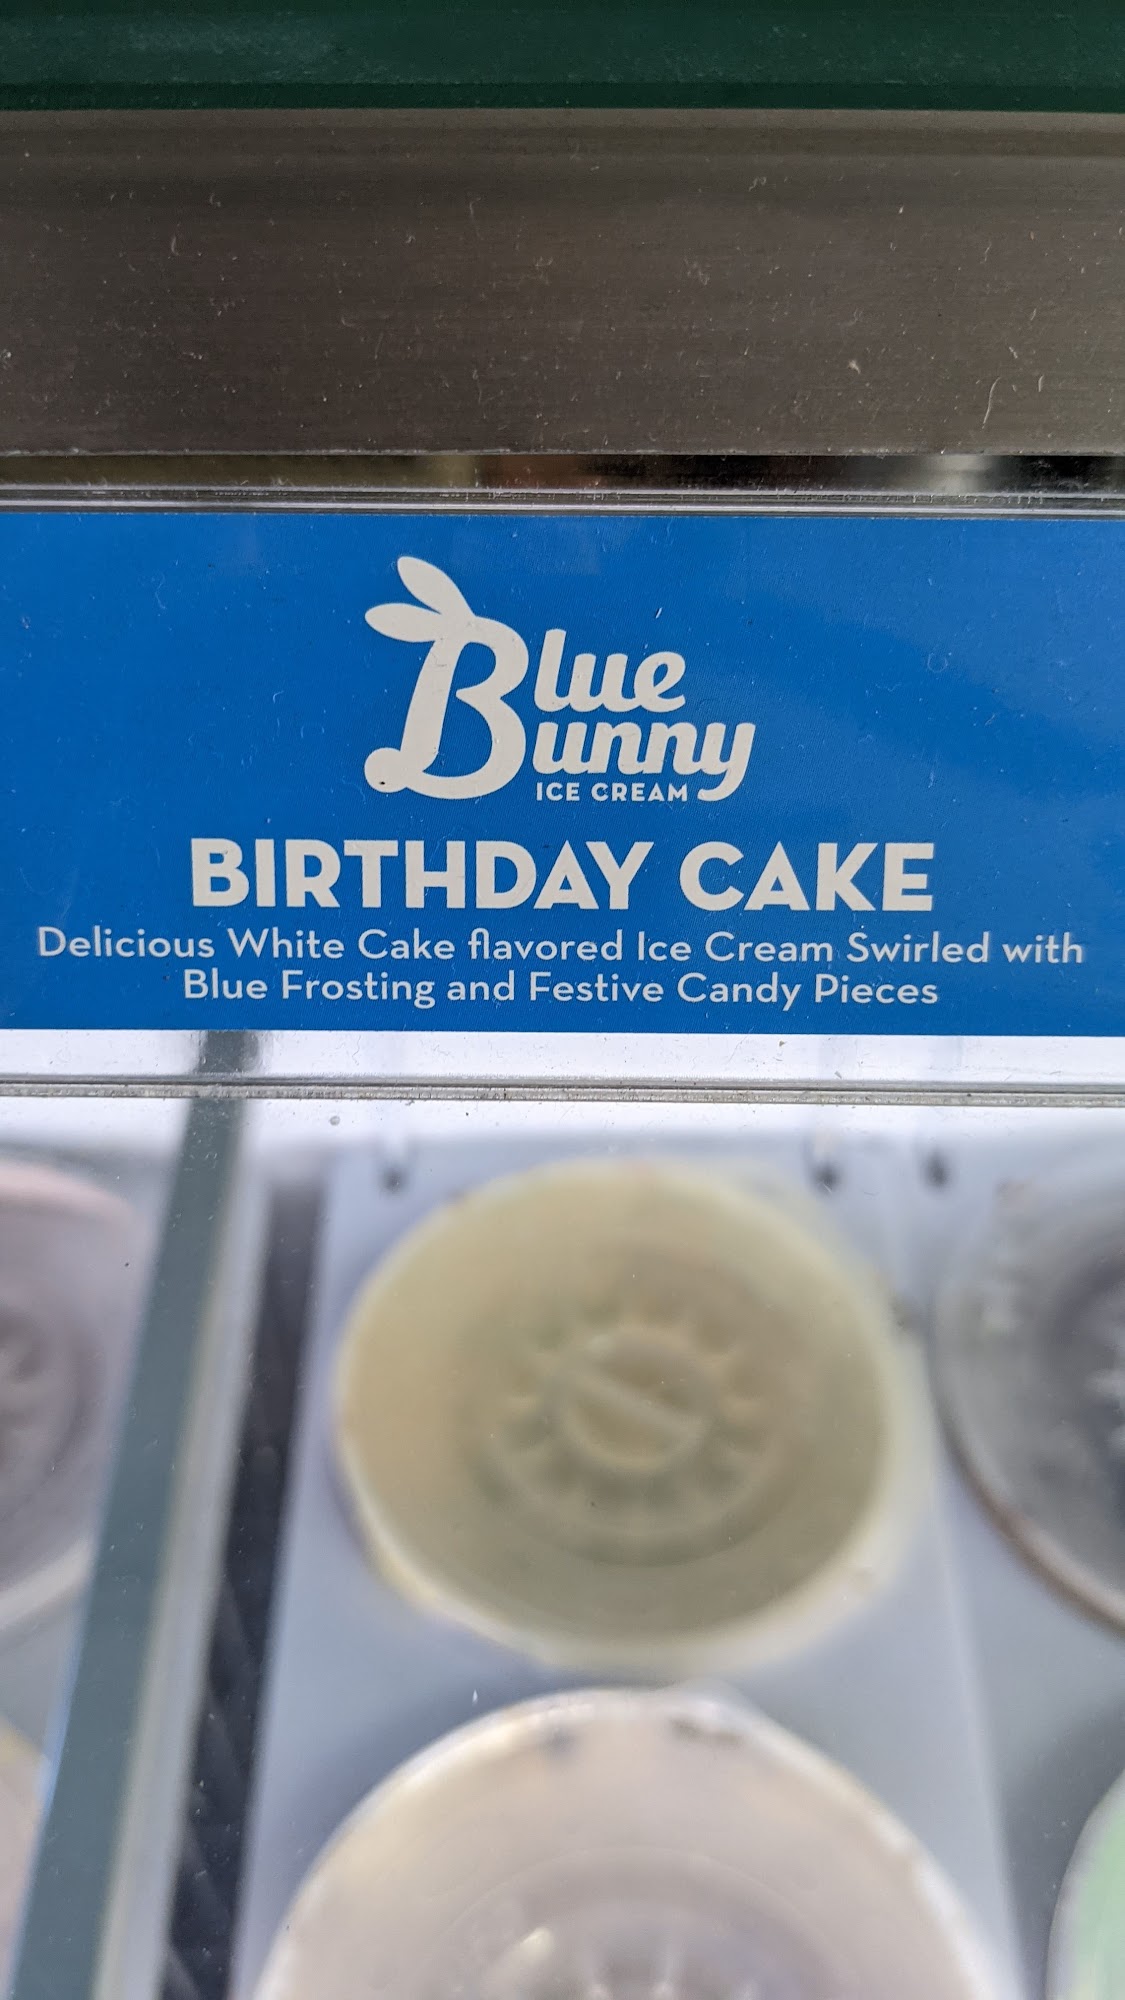 Blue
Bunny
ICE CREAM
BIRTHDAY CAKE
Delicious White Cake flavored Ice Cream Swirled with
Blue Frosting and Festive Candy Pieces